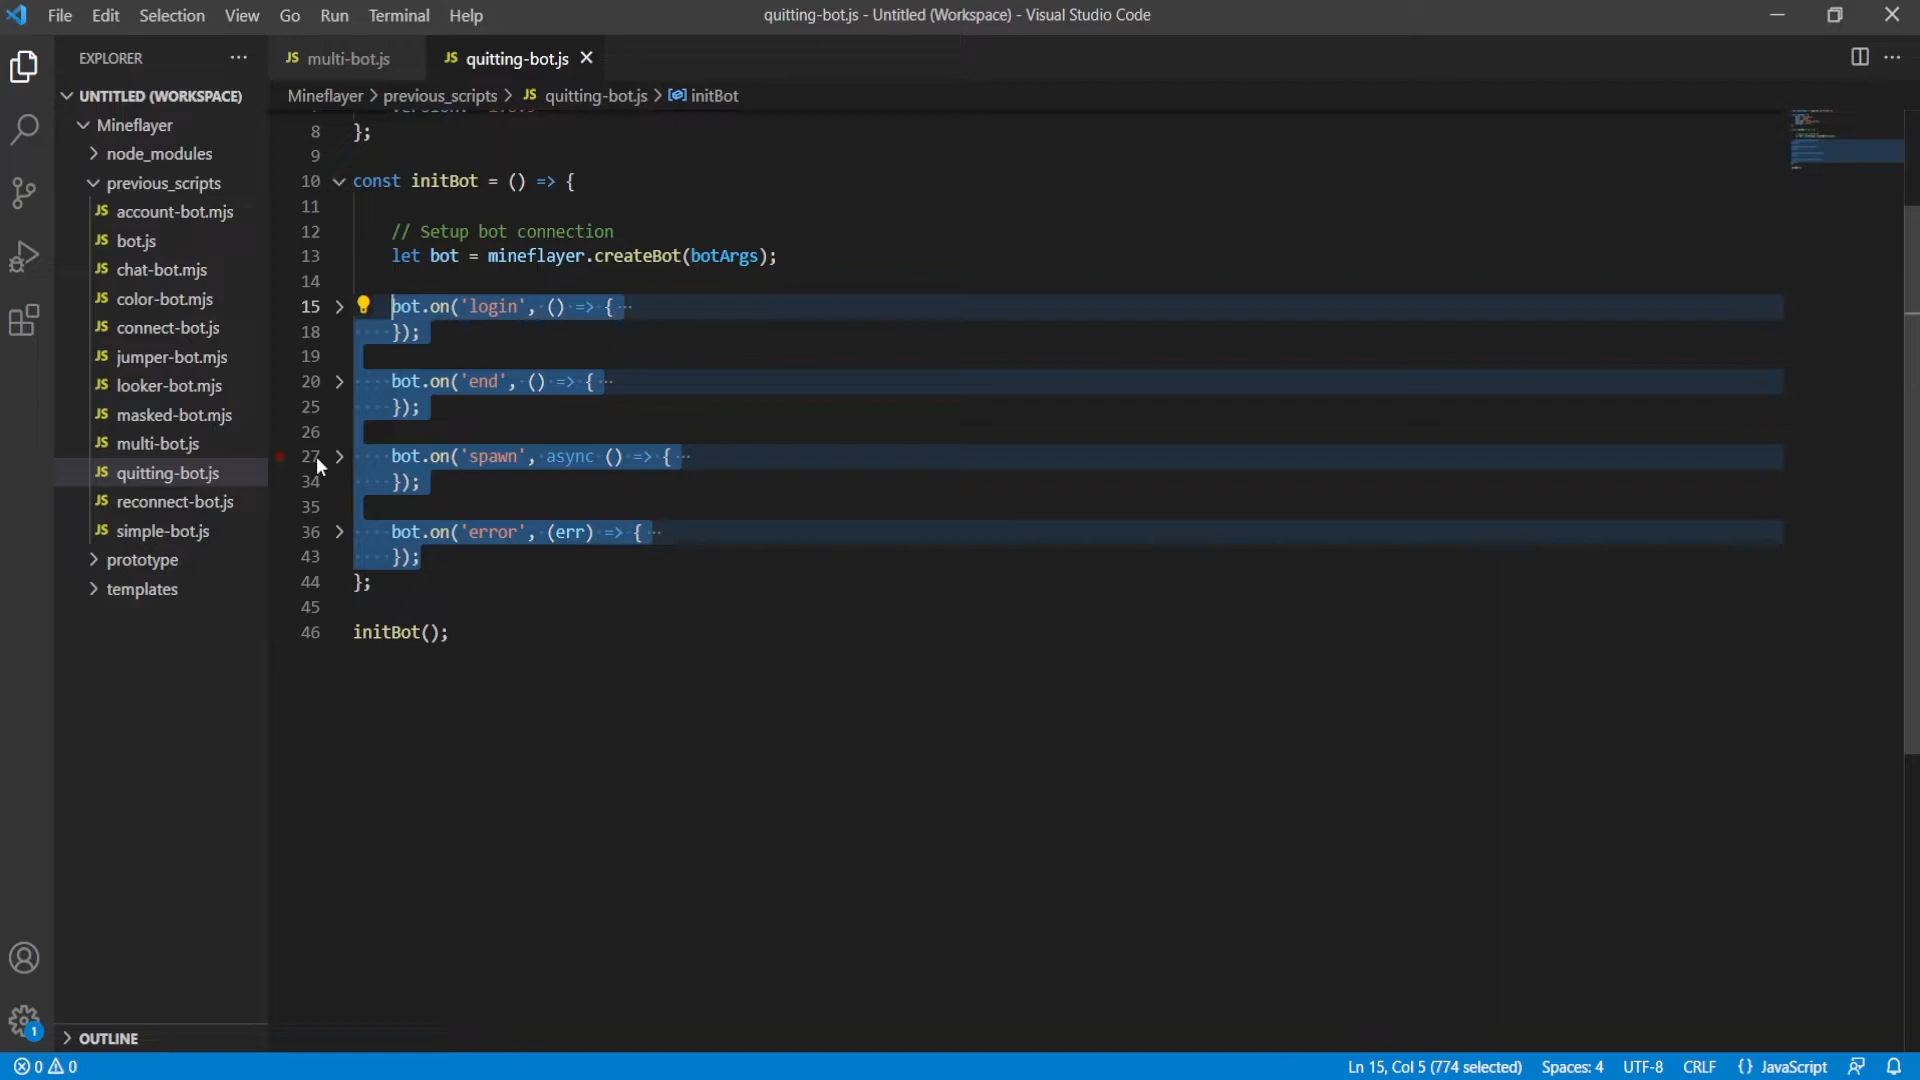 File Edit Selection View Go Run Terminal Help
quitting-bot.js - Untitled (Workspace) - Visual Studio Code
EXPLORER ···
JS multi-bot.js
JS quitting-bot.js
UNTITLED (WORKSPACE)
Mineflayer
node_modules
previous_scripts
JS account-bot.mjs
JS bot.js
JS chat-bot.mjs
JS color-bot.mjs
JS connect-bot.js
JS jumper-bot.mjs
JS looker-bot.mjs
JS masked-bot.mjs
JS multi-bot.js
JS quitting-bot.js
JS reconnect-bot.js
JS simple-bot.js
prototype
templates
OUTLINE
1
Mineflayer > previous_scripts > JS quitting-bot.js > initBot
8 };
9
10 const initBot = () => {
11
12 // Setup bot connection
13 let bot = mineflayer.createBot(botArgs);
14
15 bot.on('login', () => { ···
18 });
19
20 bot.on('end', () => { ···
25 });
26
27 bot.on('spawn', async () => { ···
34 });
35
36 bot.on('error', (err) => { ···
43 });
44 };
45
46 initBot();
0 0
Ln 15, Col 5 (774 selected) Spaces: 4 UTF-8 CRLF {} JavaScript